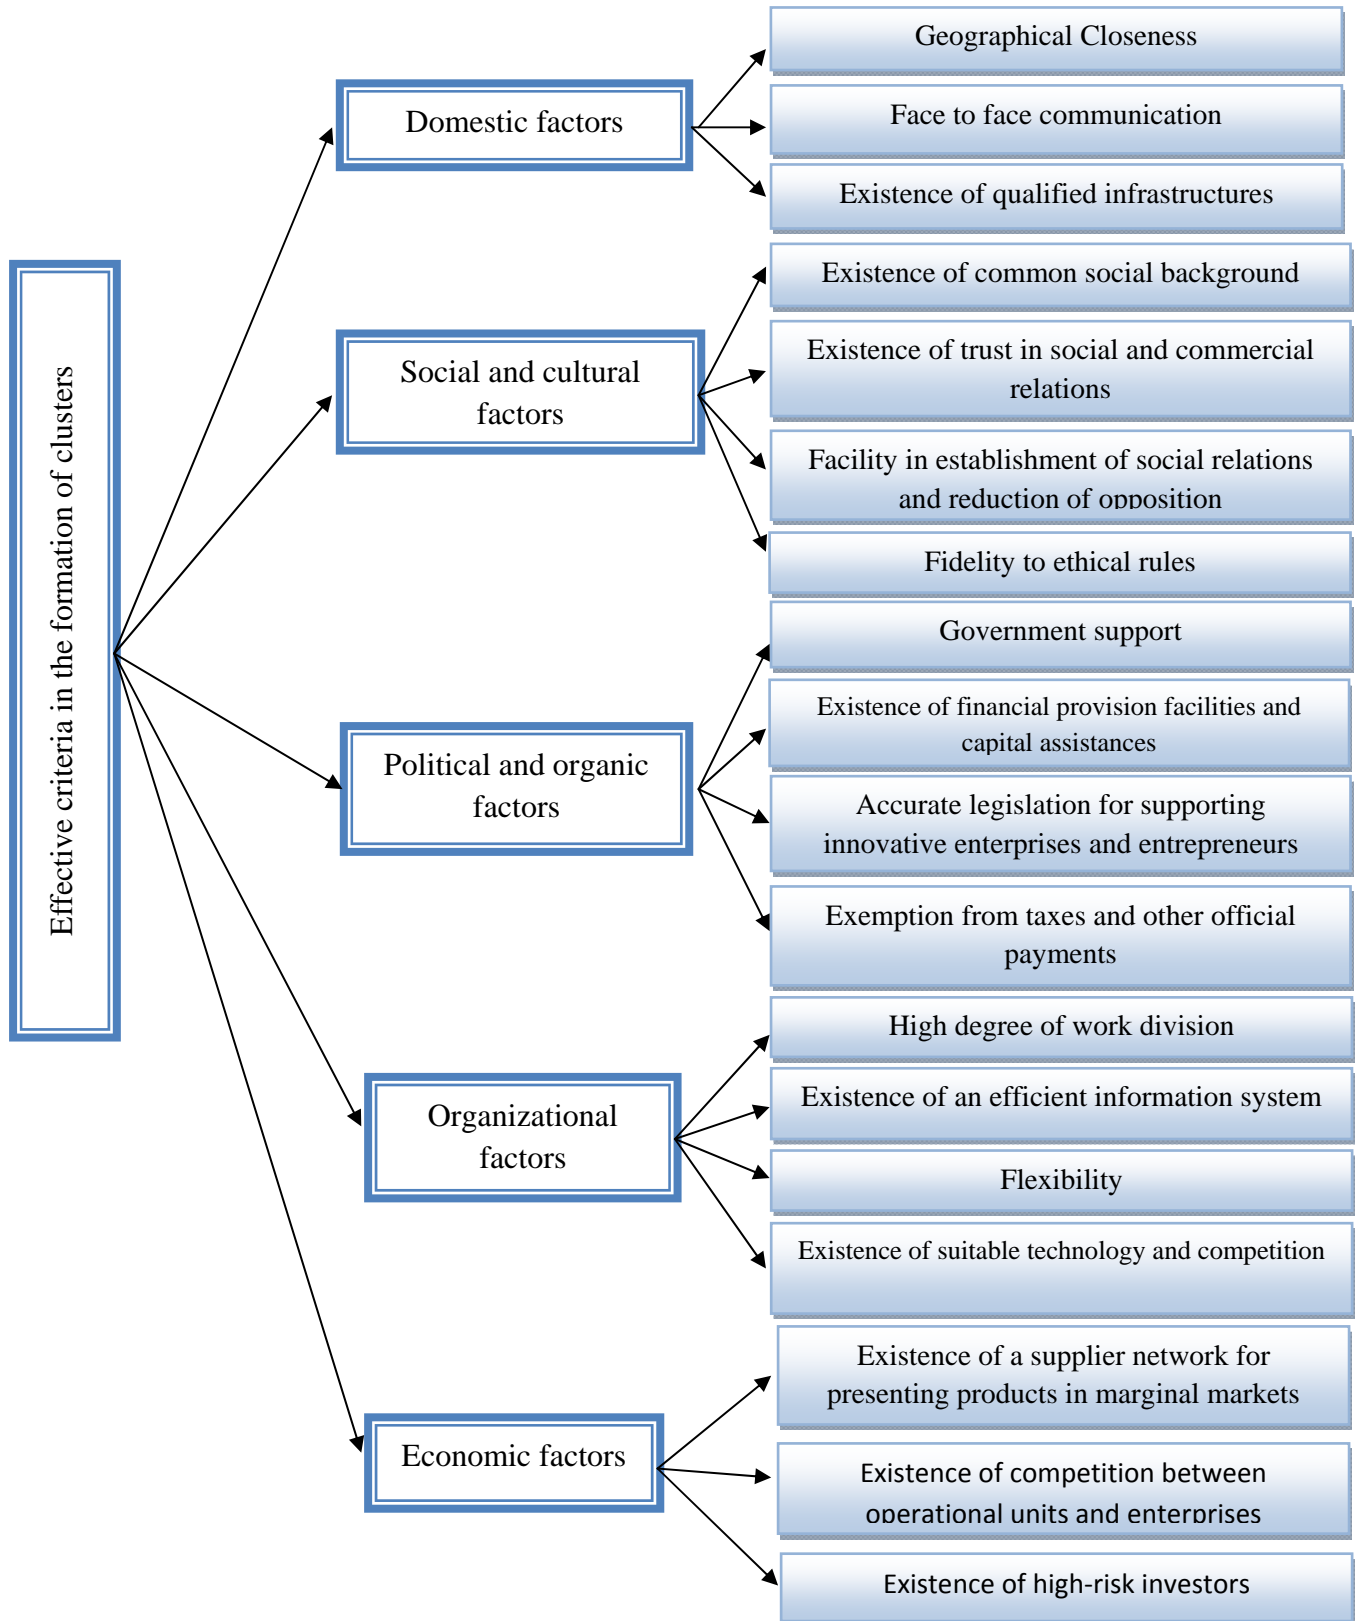 Effective criteria in the formation of clusters
Domestic factors
Geographical Closeness
Face to face communication
Existence of qualified infrastructures
Social and cultural
factors
Existence of common social background
Existence of trust in social and commercial
relations
Facility in establishment of social relations
and reduction of opposition
Fidelity to ethical rules
Political and organic
factors
Government support
Existence of financial provision facilities and
capital assistances
Accurate legislation for supporting
innovative enterprises and entrepreneurs
Exemption from taxes and other official
payments
Organizational
factors
High degree of work division
Existence of an efficient information system
Flexibility
Existence of suitable technology and competition
Economic factors
Existence of a supplier network for
presenting products in marginal markets
Existence of competition between
operational units and enterprises
Existence of high-risk investors